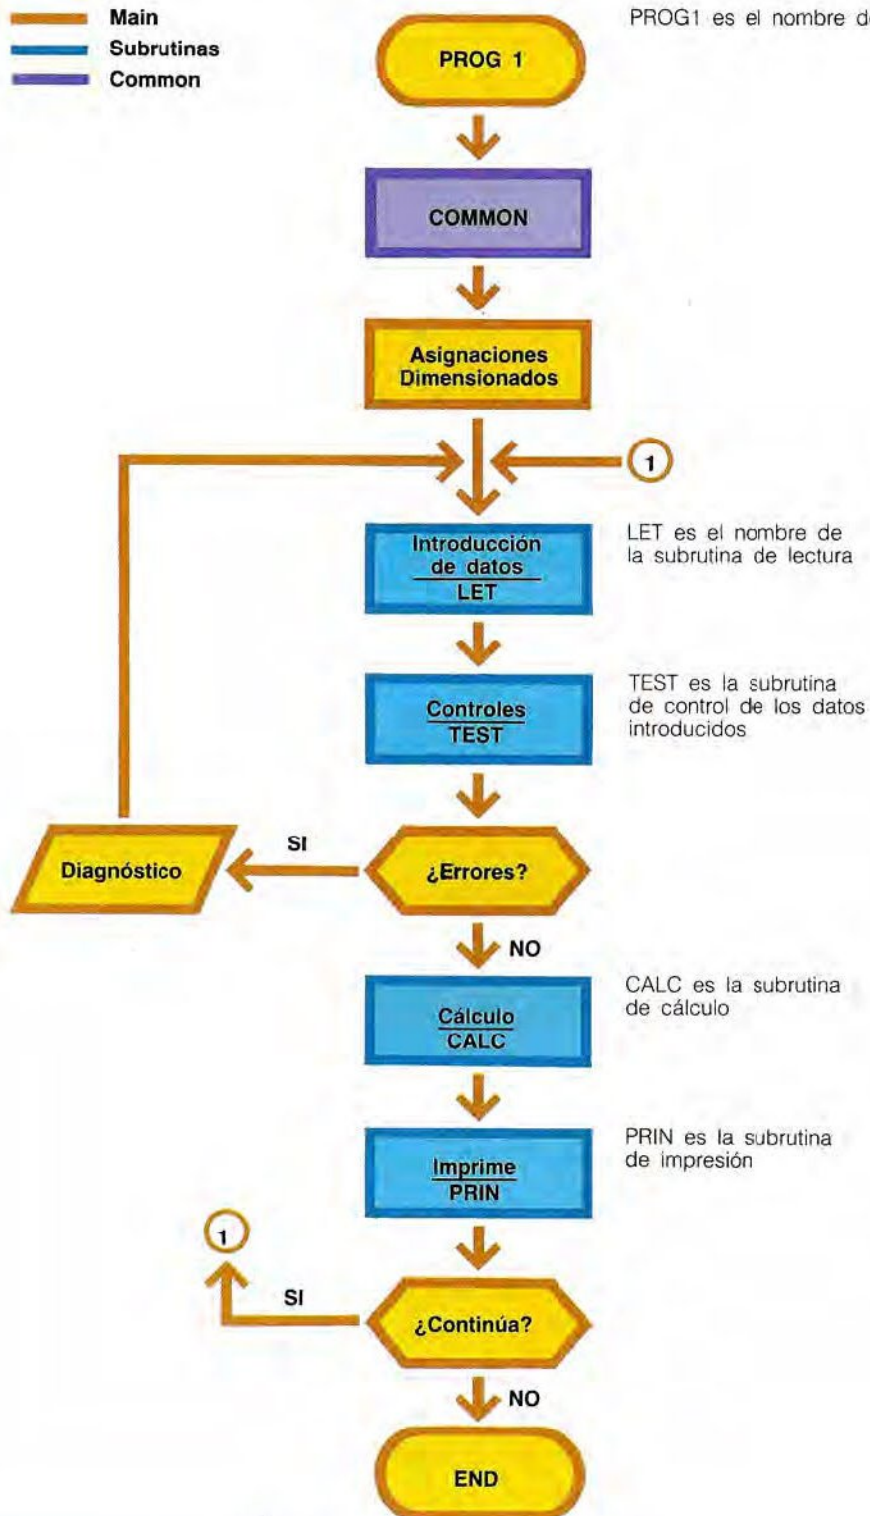 Main
Subrutinas
Common
PROG1 es el nombre
PROG 1
COMMON
Asignaciones
Dimensionados
1
Introducción
de datos
LET
LET es el nombre de
la subrutina de lectura
Controles
TEST
TEST es la subrutina
de control de los datos
introducidos
Diagnóstico
SI
¿Errores?
NO
Cálculo
CALC
CALC es la subrutina
de cálculo
Imprime
PRIN
PRIN es la subrutina
de impresión
1
SI
¿Continúa?
NO
END